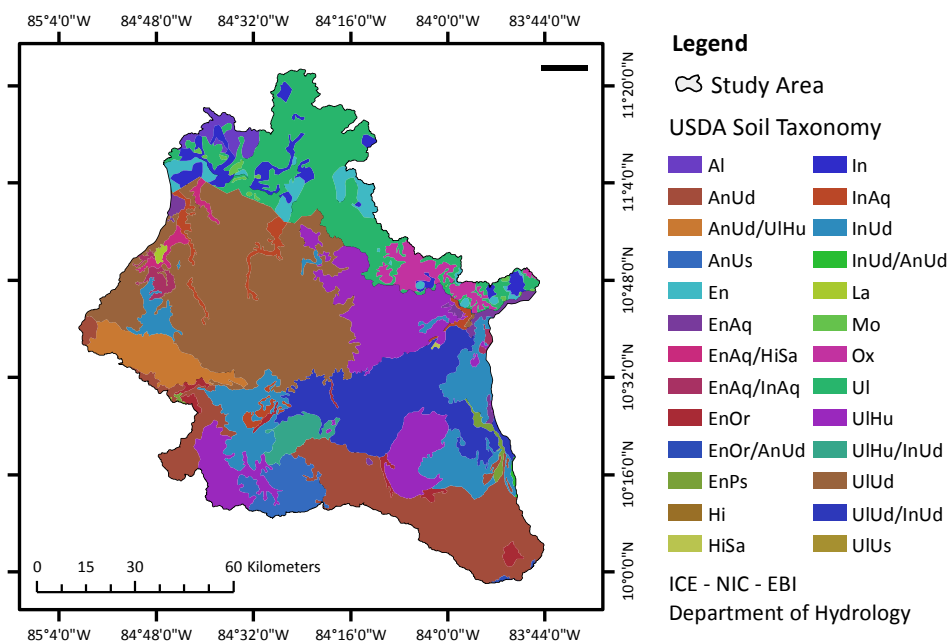 85°4'0"W 84°48'0"W 84°32'0"W 84°16'0"W 84°0'0"W 83°44'0"W
11°20'0"N
11°4'0"N
10°48'0"N
10°32'0"N
10°16'0"N
10°0'0"N
0 15 30 60 Kilometers
85°4'0"W 84°48'0"W 84°32'0"W 84°16'0"W 84°0'0"W 83°44'0"W
Legend
Study Area
USDA Soil Taxonomy
Al In
AnUd InAq
AnUd/UlHu InUd
AnUs InUd/AnUd
En La
EnAq Mo
EnAq/HiSa Ox
EnAq/InAq Ul
EnOr UlHu
EnOr/AnUd UlHu/InUd
EnPs UlUd
Hi UlUd/InUd
HiSa UlUs
ICE - NIC - EBI
Department of Hydrology